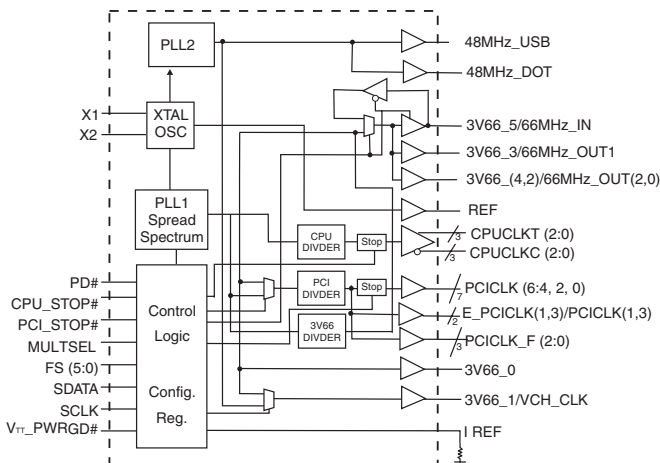 PLL2
48MHz_USB
48MHz_DOT
X1
X2
XTAL
OSC
3V66_5/66MHz_IN
3V66_3/66MHz_OUT1
3V66_(4,2)/66MHz_OUT(2,0)
REF
PLL1
Spread
Spectrum
CPU
DIVDER
Stop
3
CPUCLKT (2:0)
3
CPUCLKC (2:0)
PD#
CPU_STOP#
PCI_STOP#
MULTSEL
FS (5:0)
SDATA
SCLK
VTT_PWRGD#
Control
Logic
Config.
Reg.
PCI
DIVDER
Stop
7
PCICLK (6:4, 2, 0)
2
E_PCICLK(1,3)/PCICLK(1,3)
3V66
DIVDER
3
PCICLK_F (2:0)
3V66_0
3V66_1/VCH_CLK
I REF